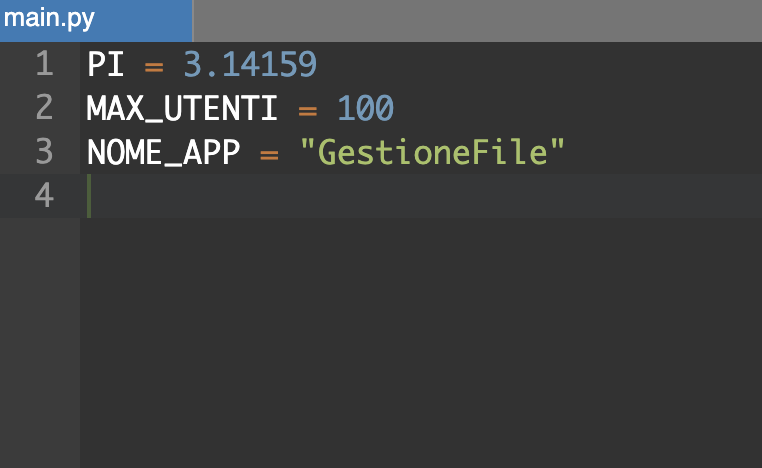 main.py
1 PI = 3.14159
2 MAX_UTENTI = 100
3 NOME_APP = "GestioneFile"
4